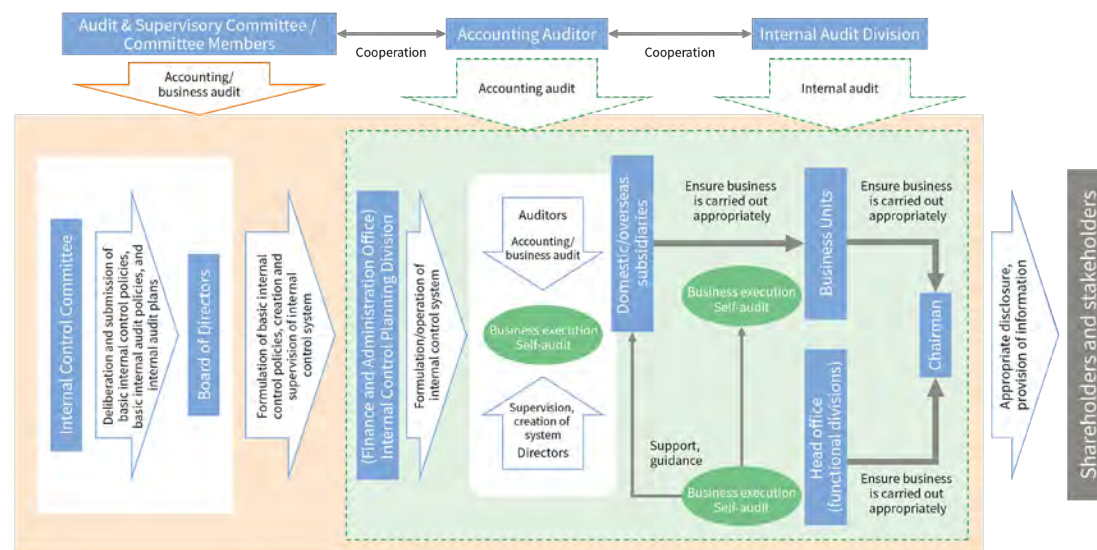 Audit & Supervisory Committee /
Committee Members
Cooperation
Accounting Auditor
Cooperation
Internal Audit Division
Accounting/
business audit
Accounting audit
Internal audit
Internal Control Committee
Deliberation and submission of
basic internal control policies,
basic internal audit policies, and
internal audit plans
Board of Directors
Formulation of basic internal
control policies, creation and
supervision of internal
control system
(Finance and Administration Office)
Internal Control Planning Division
Formulation/operation of
internal control system
Auditors
Accounting/
business audit
Business execution
Self-audit
Supervision,
creation of
system
Directors
Domestic/overseas
subsidiaries
Ensure business
is carried out
appropriately
Business execution
Self-audit
Support,
guidance
Business execution
Self-audit
Business Units
Head office
(functional divisions)
Ensure business
is carried out
appropriately
Chairman
Ensure business
is carried out
appropriately
Appropriate disclosure,
provision of information
Shareholders and stakeholders